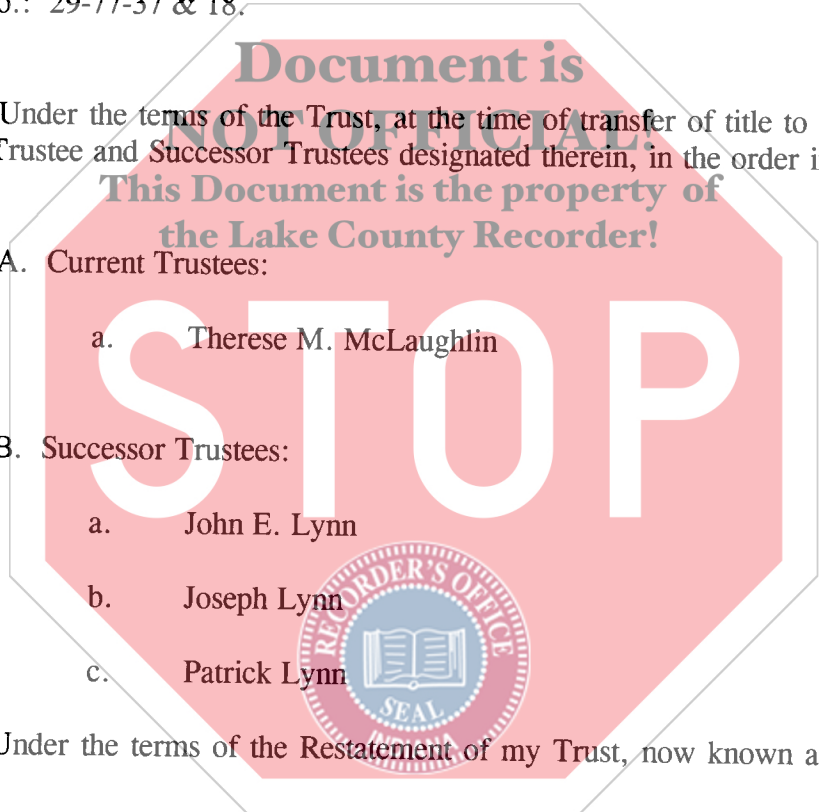 29-77-37 & 18.
Document is
Under the terms of the Trust, at the time of transfer of title to
NOT OFFICIAL!
Trustee and Successor Trustees designated therein, in the order i
This Document is the property of
the Lake County Recorder!
A. Current Trustees:
STOP
a. Therese M. McLaughlin
B. Successor Trustees:
a. John E. Lynn
b. Joseph Lynn
c. Patrick Lynn
RECORDER'S OFFICE
SEAL
INDIANA
Under the terms of the Restatement of my Trust, now known a